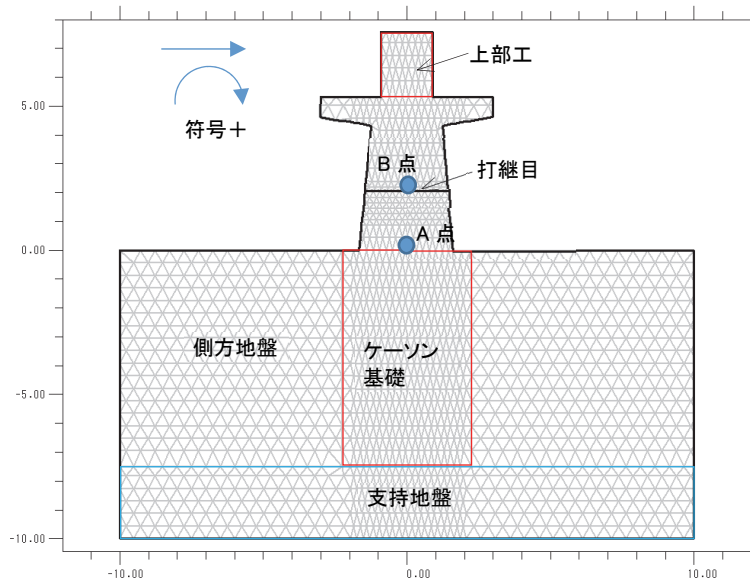 上部工
5.00
符号＋
B 点
打継目
0.00
A 点
側方地盤
ケーソン
基礎
-5.00
支持地盤
-10.00
-10.00
0.00
10.00